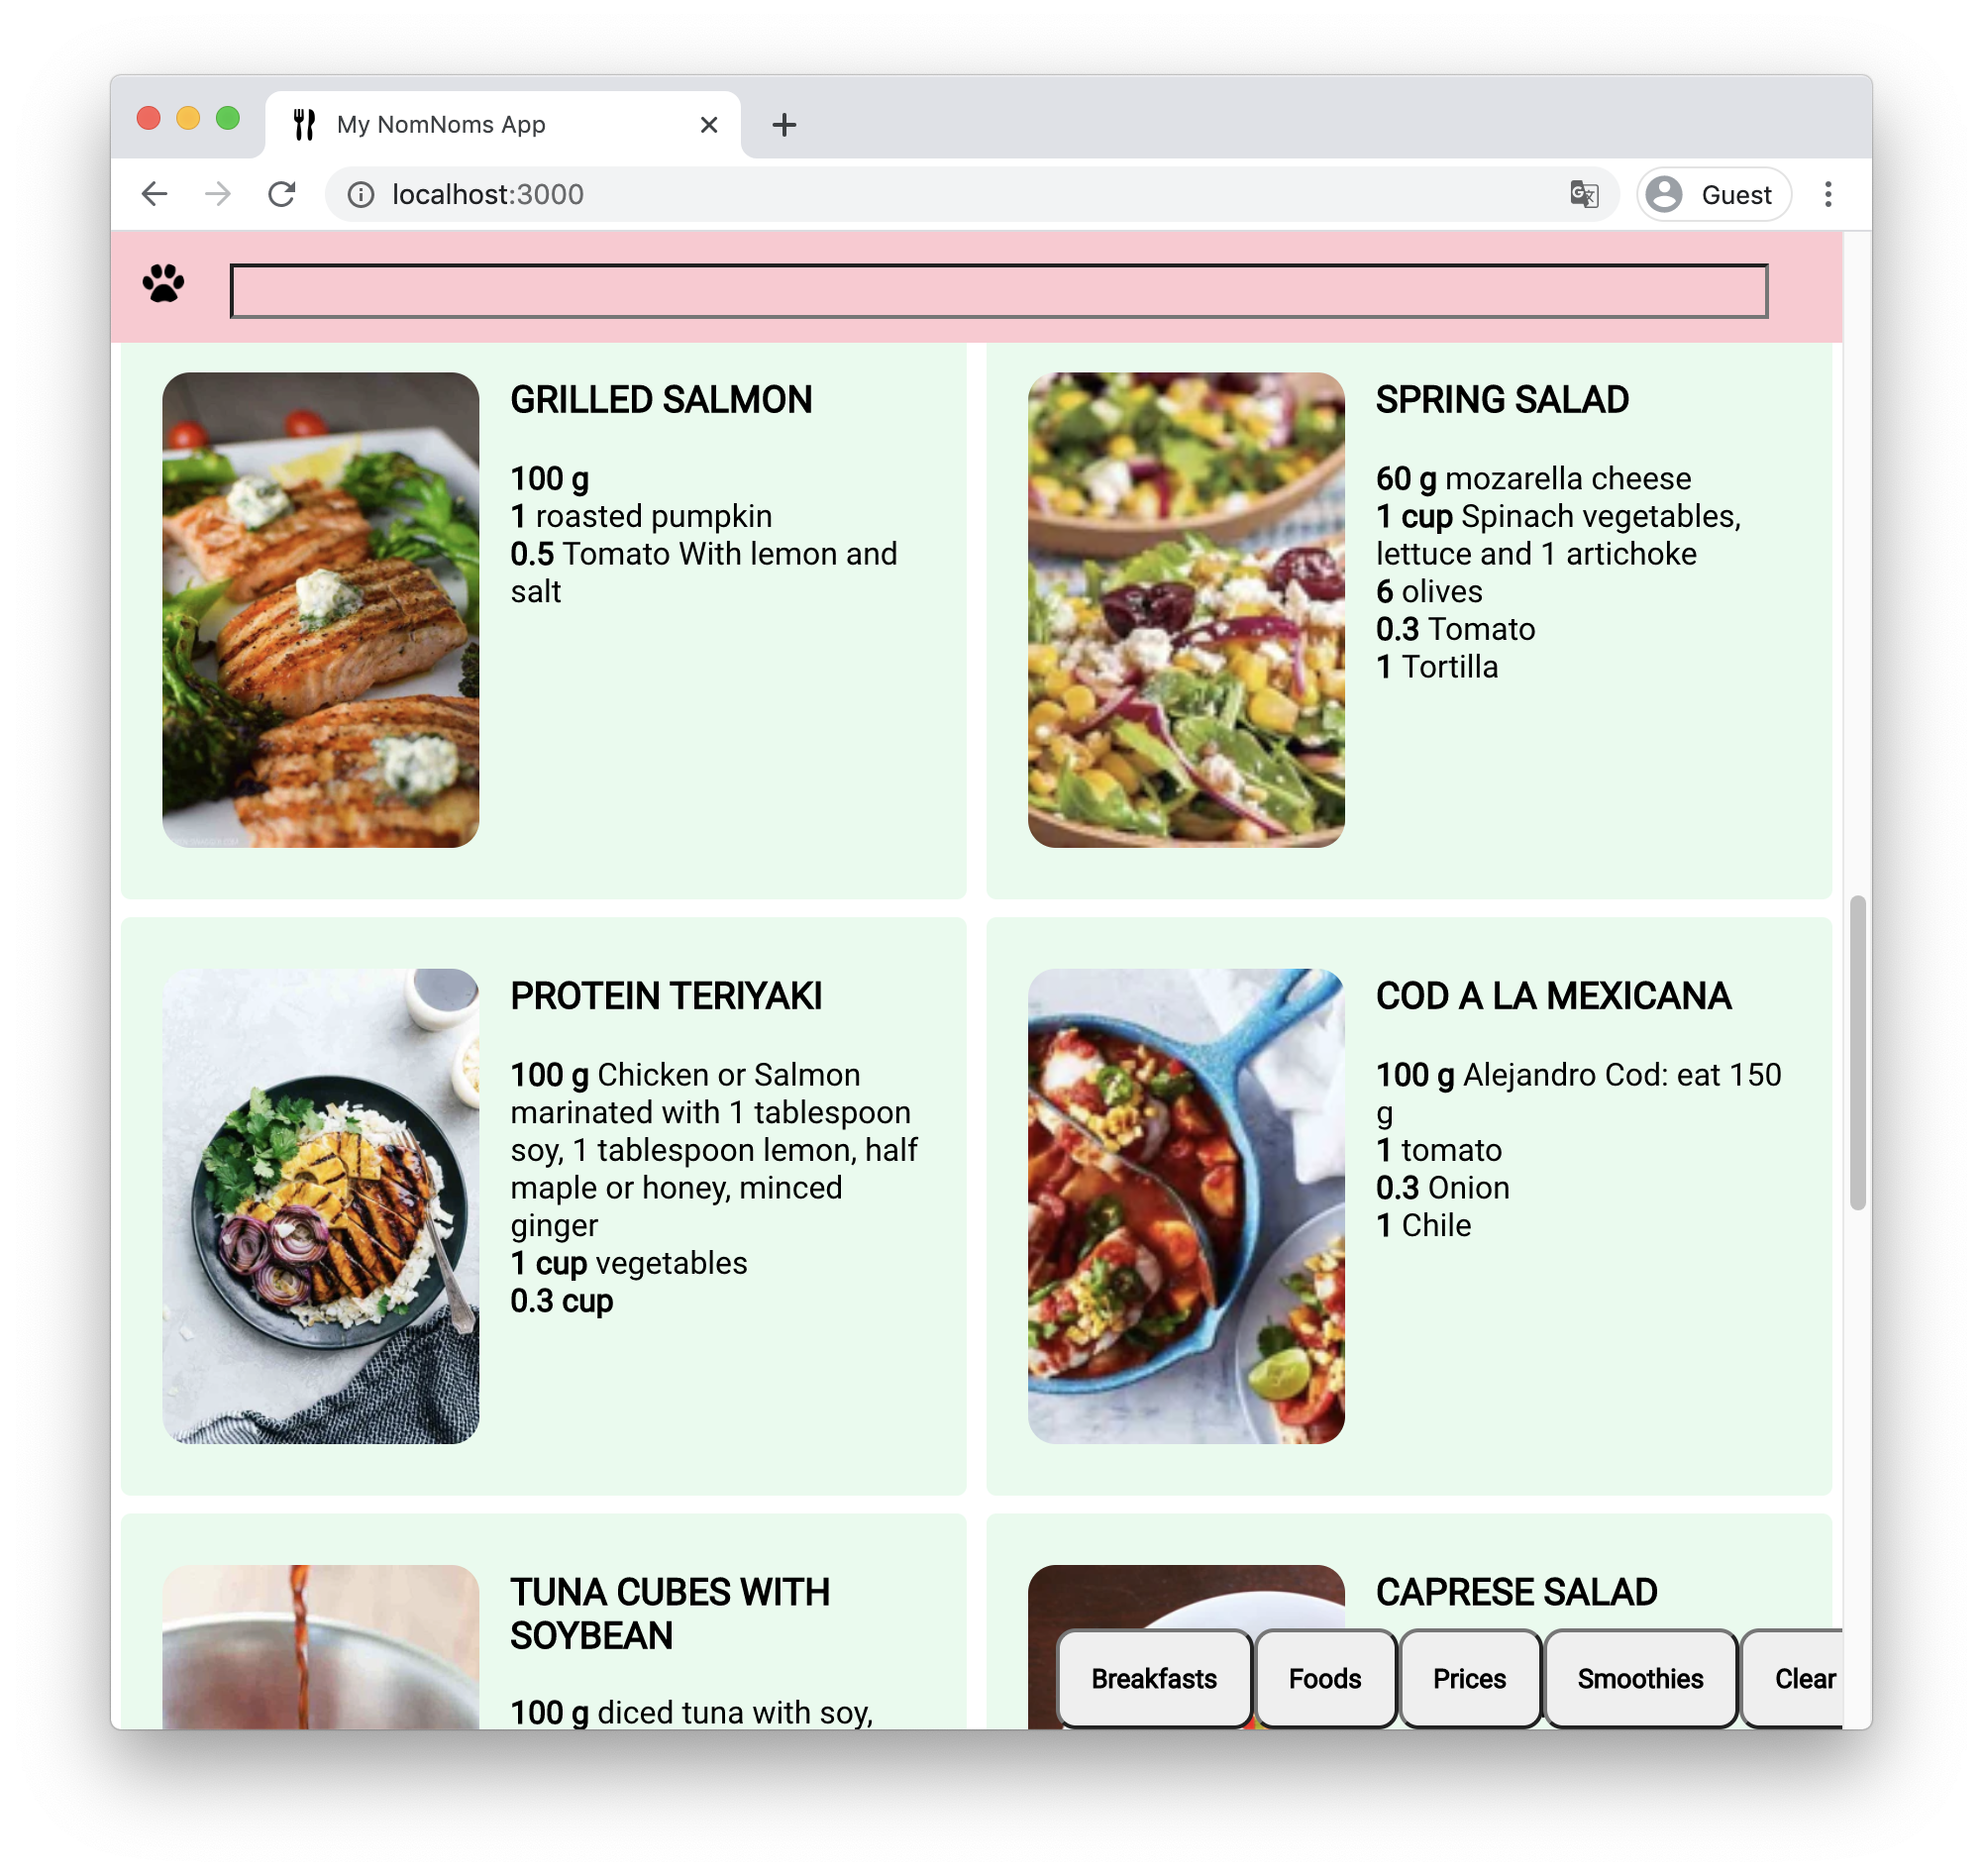 My NomNoms App
localhost:3000
Guest
GRILLED SALMON
100 g
1 roasted pumpkin
0.5 Tomato With lemon and
salt
SPRING SALAD
60 g mozarella cheese
1 cup Spinach vegetables,
lettuce and 1 artichoke
6 olives
0.3 Tomato
1 Tortilla
PROTEIN TERIYAKI
100 g Chicken or Salmon
marinated with 1 tablespoon
soy, 1 tablespoon lemon, half
maple or honey, minced
ginger
1 cup vegetables
0.3 cup
COD A LA MEXICANA
100 g Alejandro Cod: eat 150
g
1 tomato
0.3 Onion
1 Chile
TUNA CUBES WITH
SOYBEAN
100 g diced tuna with soy,
CAPRESE SALAD
Breakfasts
Foods
Prices
Smoothies
Clear